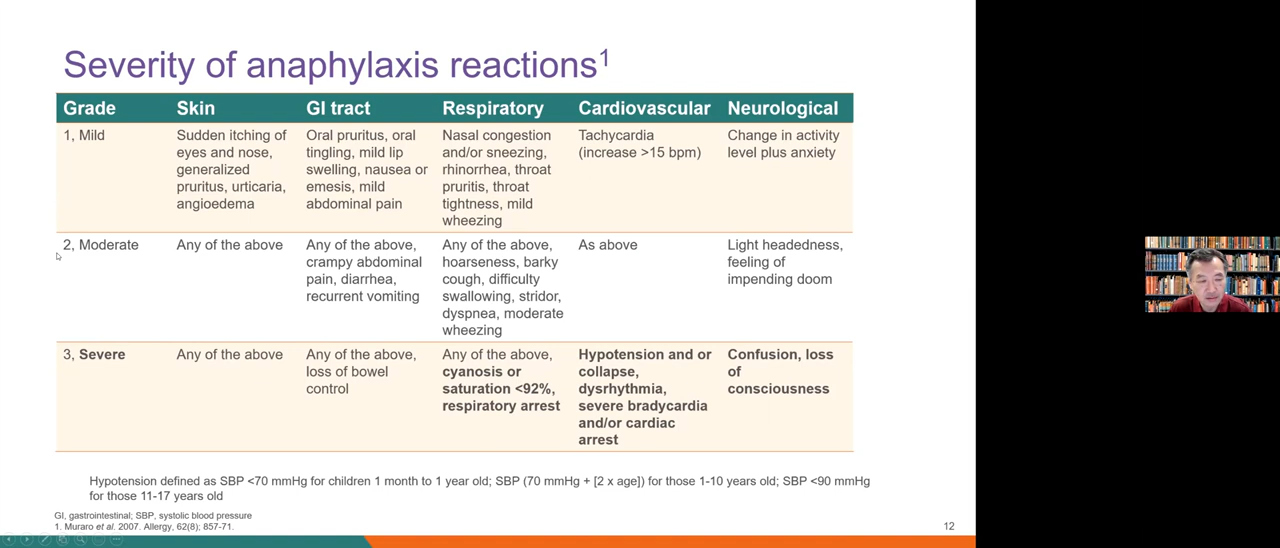 Severity of anaphylaxis reactions1
Grade Skin GI tract Respiratory Cardiovascular Neurological
1, Mild
Sudden itching of
eyes and nose,
generalized
pruritus, urticaria,
angioedema
Oral pruritus, oral
tingling, mild lip
swelling, nausea or
emesis, mild
abdominal pain
Nasal congestion
and/or sneezing,
rhinorrhea, throat
pruritis, throat
tightness, mild
wheezing
Tachycardia
(increase >15 bpm)
Change in activity
level plus anxiety
2, Moderate
Any of the above
Any of the above,
crampy abdominal
pain, diarrhea,
recurrent vomiting
Any of the above,
hoarseness, barky
cough, difficulty
swallowing, stridor,
dyspnea, moderate
wheezing
As above
Light headedness,
feeling of
impending doom
3, Severe
Any of the above
Any of the above,
loss of bowel
control
Any of the above,
cyanosis or
saturation <92%,
respiratory arrest
Hypotension and or
collapse,
dysrhythmia,
severe bradycardia
and/or cardiac
arrest
Confusion, loss
of
consciousness
Hypotension defined as SBP <70 mmHg for children 1 month to 1 year old; SBP (70 mmHg + [2 x age]) for those 1-10 years old; SBP <90 mmHg
for those 11-17 years old
GI, gastrointestinal; SBP, systolic blood pressure
1. Muraro et al. 2007. Allergy, 62(8); 857-71.
12